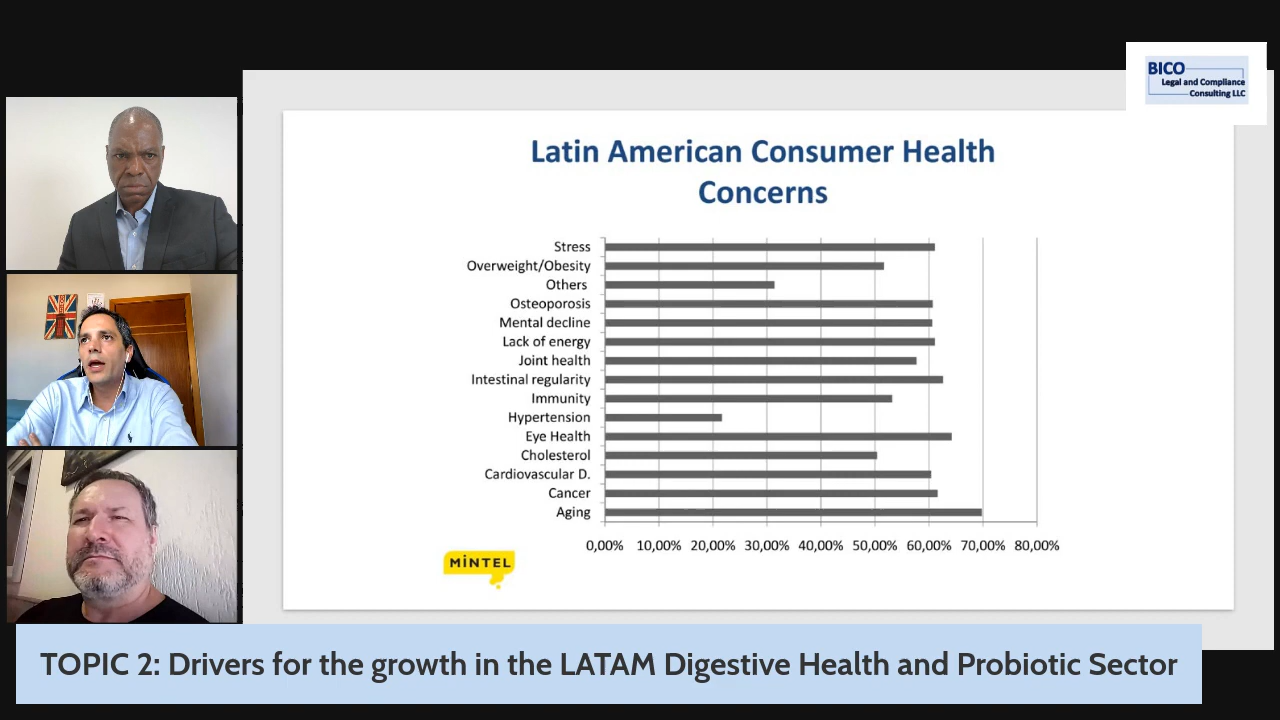 BICO
Legal and Compliance
Consulting LLC
Latin American Consumer Health
Concerns
Stress
Overweight/Obesity
Others
Osteoporosis
Mental decline
Lack of energy
Joint health
Intestinal regularity
Immunity
Hypertension
Eye Health
Cholesterol
Cardiovascular D.
Cancer
Aging
0,00% 10,00% 20,00% 30,00% 40,00% 50,00% 60,00% 70,00% 80,00%
MINTEL
TOPIC 2: Drivers for the growth in the LATAM Digestive Health and Probiotic Sector